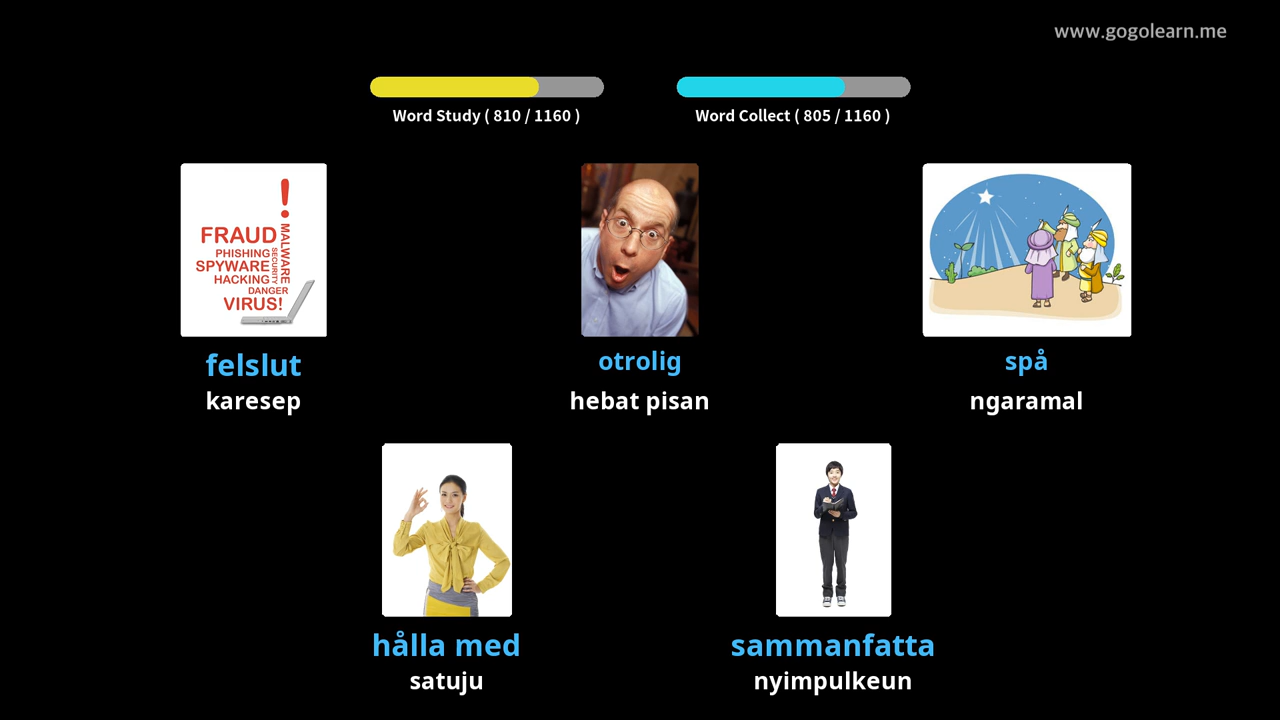 www.gogolearn.me
Word Study ( 810 / 1160 )
Word Collect ( 805 / 1160 )
!
FRAUD
MALWARE
PHISHING
SECURITY
SPYWARE
HACKING
DANGER
VIRUS!
felslut
karesep
otrolig
hebat pisan
spå
ngaramal
hålla med
satuju
sammanfatta
nyimpulkeun